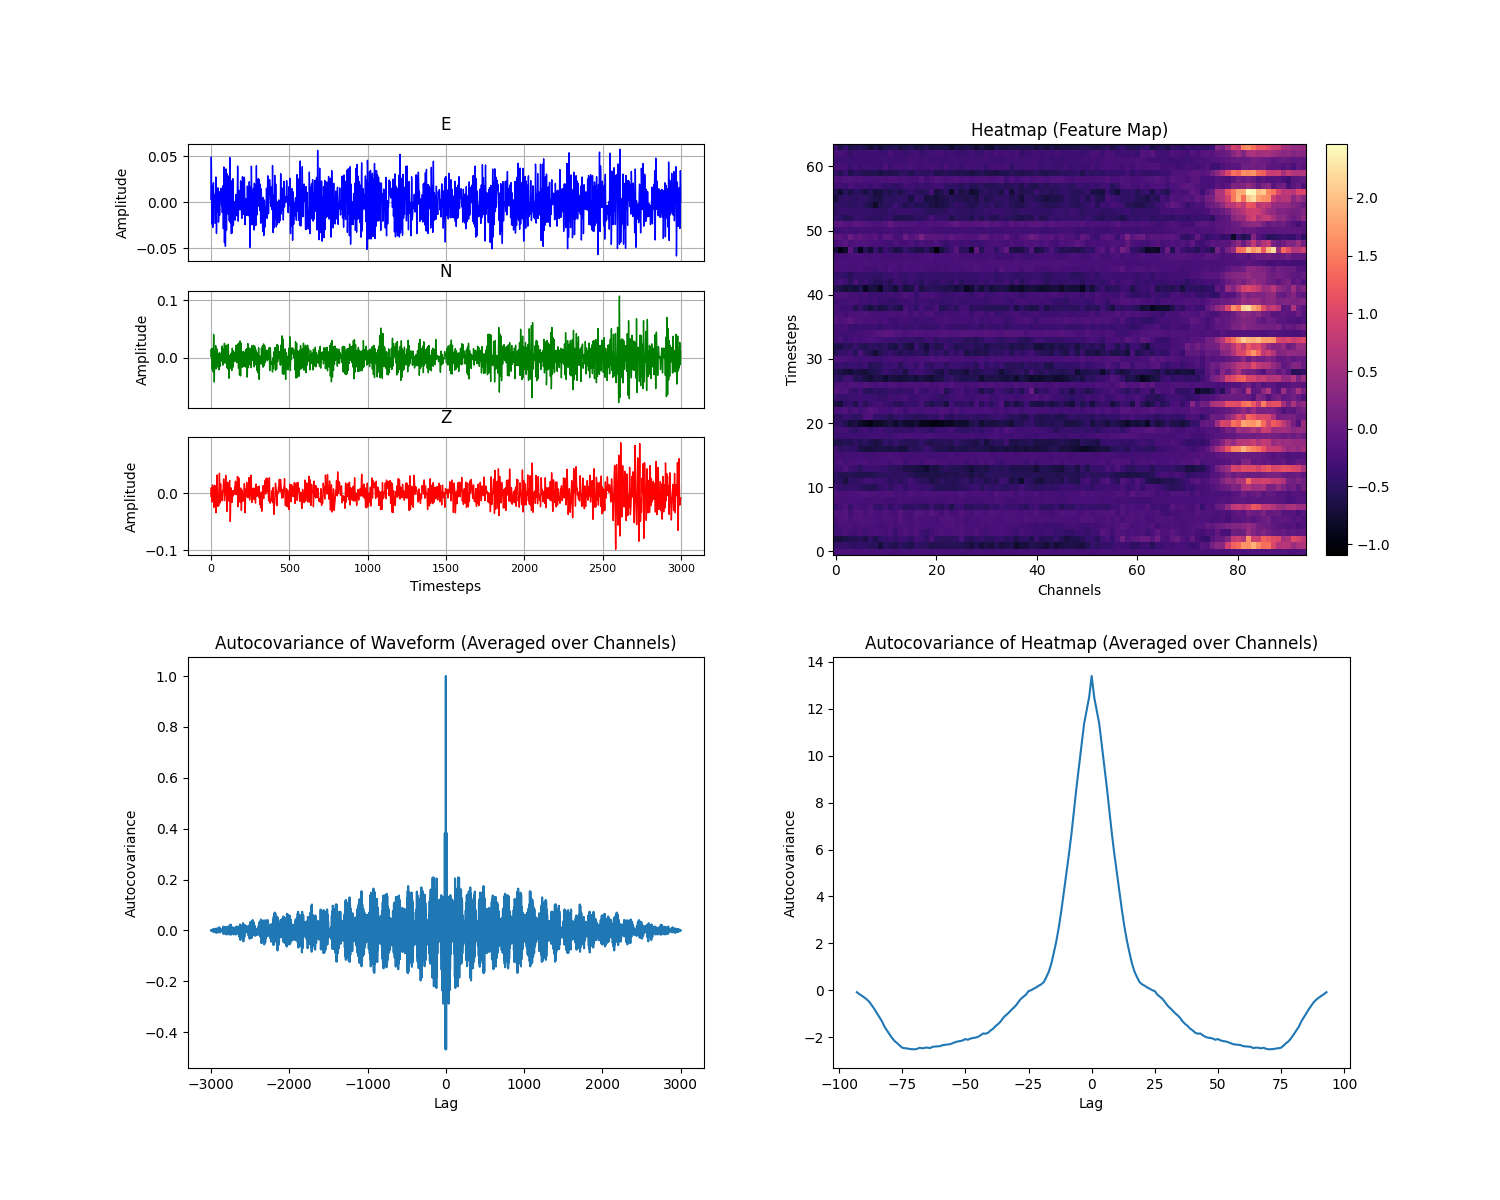 E
Amplitude
0.05
0.00
−0.05
N
Amplitude
0.1
0.0
Z
Amplitude
0.0
−0.1
0 500 1000 1500 2000 2500 3000
Timesteps
Heatmap (Feature Map)
Timesteps
60
50
40
30
20
10
0
0 20 40 60 80
Channels
2.0
1.5
1.0
0.5
0.0
−0.5
−1.0
Autocovariance of Waveform (Averaged over Channels)
Autocovariance
1.0
0.8
0.6
0.4
0.2
0.0
−0.2
−0.4
−3000 −2000 −1000 0 1000 2000 3000
Lag
Autocovariance of Heatmap (Averaged over Channels)
Autocovariance
14
12
10
8
6
4
2
0
−2
−100 −75 −50 −25 0 25 50 75 100
Lag